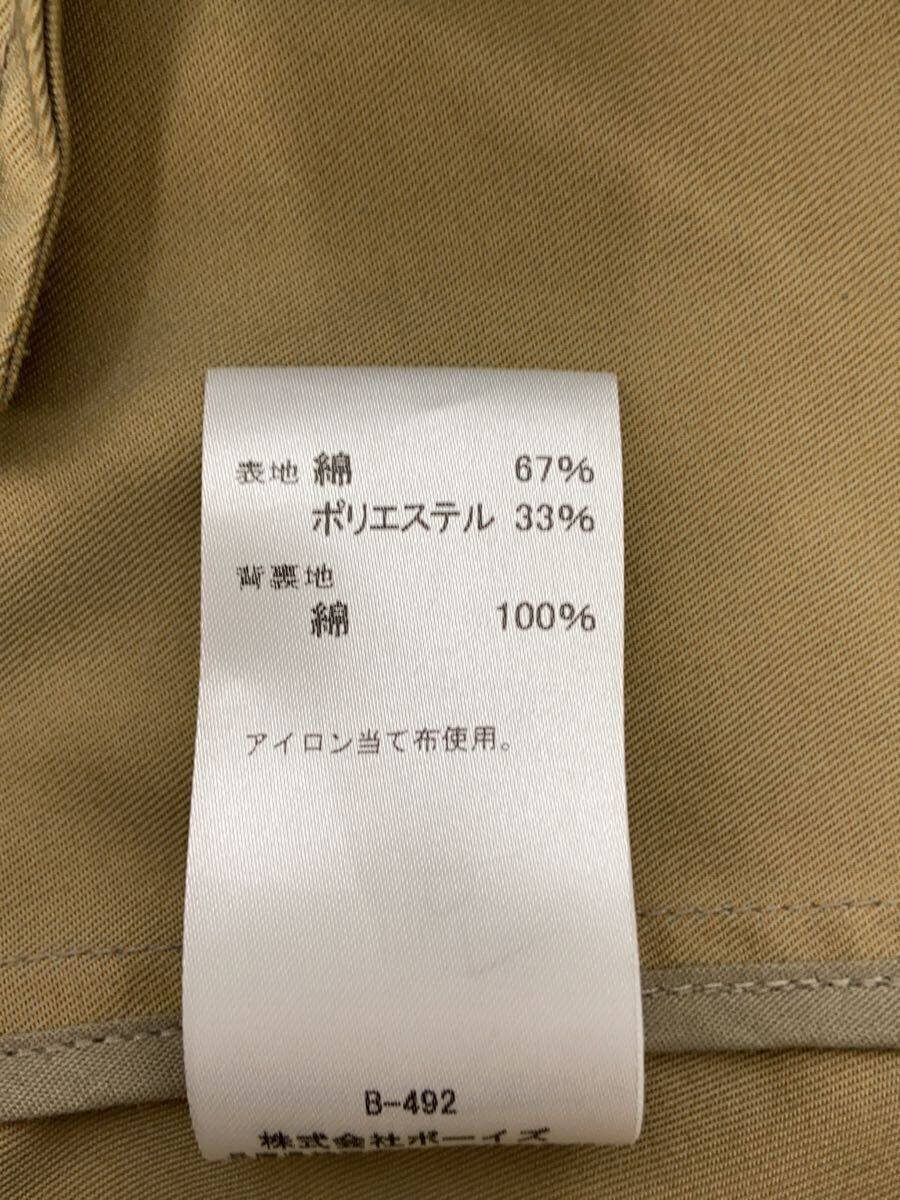 表地 綿 67%
ポリエステル 33%
背裏地
綿 100%
アイロン当て布使用。
B-492
株式会社ボーイズ